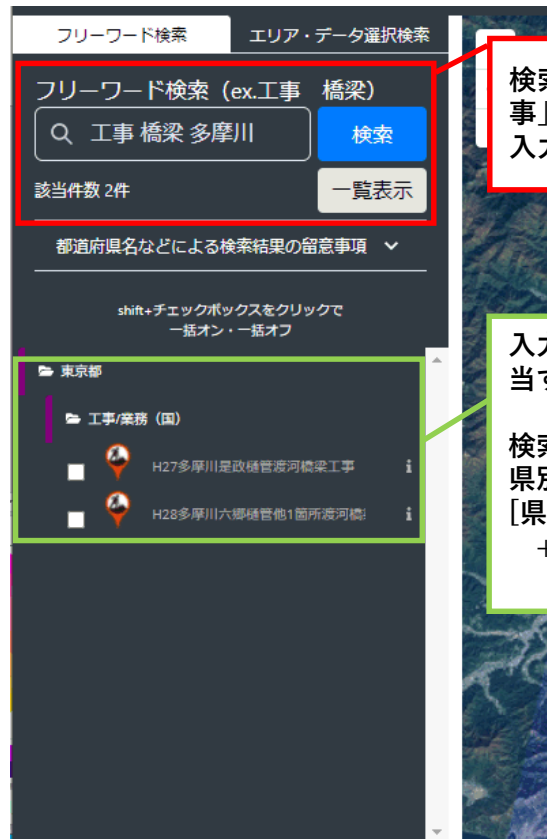 フリーワード検索
エリア・データ選択検索
フリーワード検索（ex.工事　橋梁）
工事 橋梁 多摩川
検索
該当件数 2件
一覧表示
都道府県名などによる検索結果の留意事項
shift+チェックボックスをクリックで
一括オン・一括オフ
東京都
工事/業務（国）
H27多摩川是政樋管渡河橋梁工事
i
H28多摩川六郷樋管他1箇所渡河橋
i
検索
事」
入力
入力
当す
検索
県別
[県